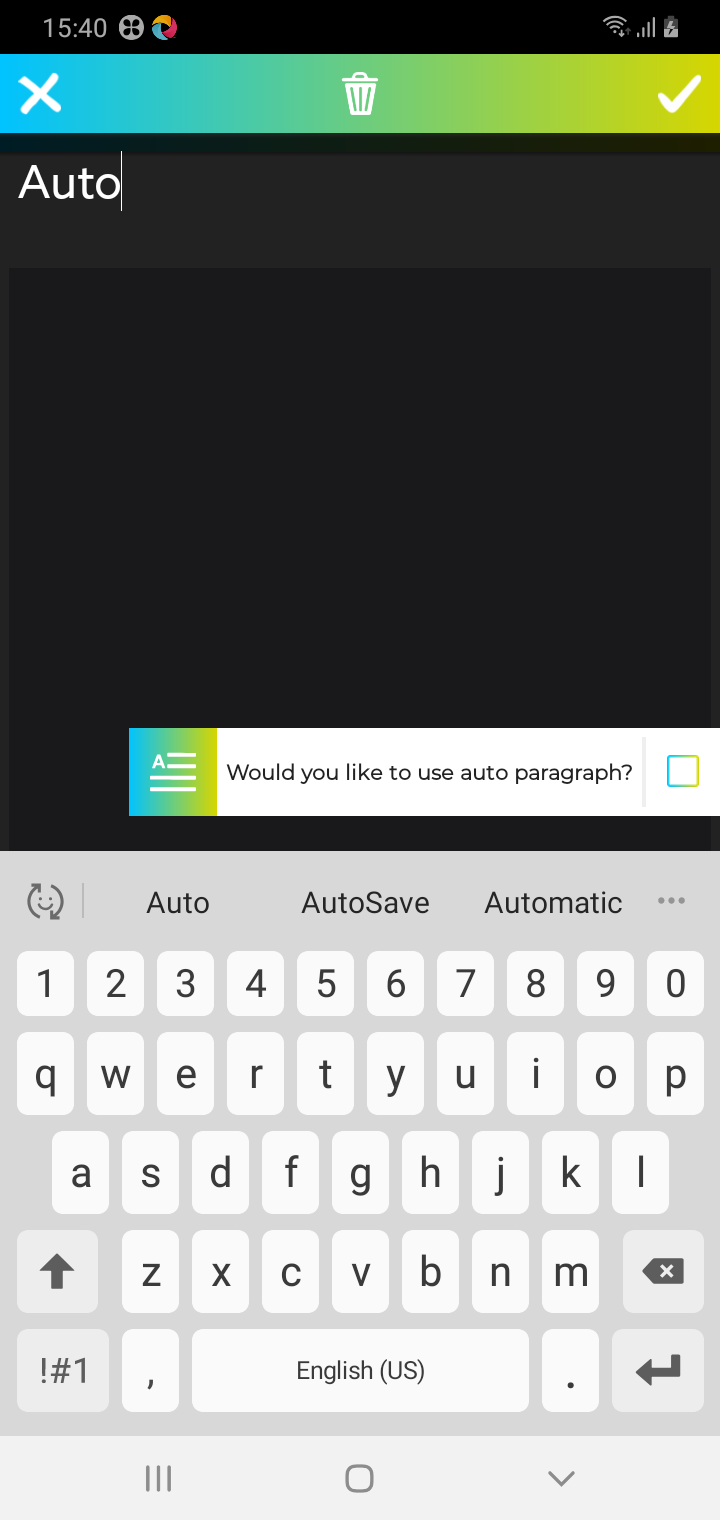 15:40
Auto
A
Would you like to use auto paragraph?
Auto AutoSave Automatic
1 2 3 4 5 6 7 8 9 0
q w e r t y u i o p
a s d f g h j k l
z x c v b n m
!#1 , English (US) .